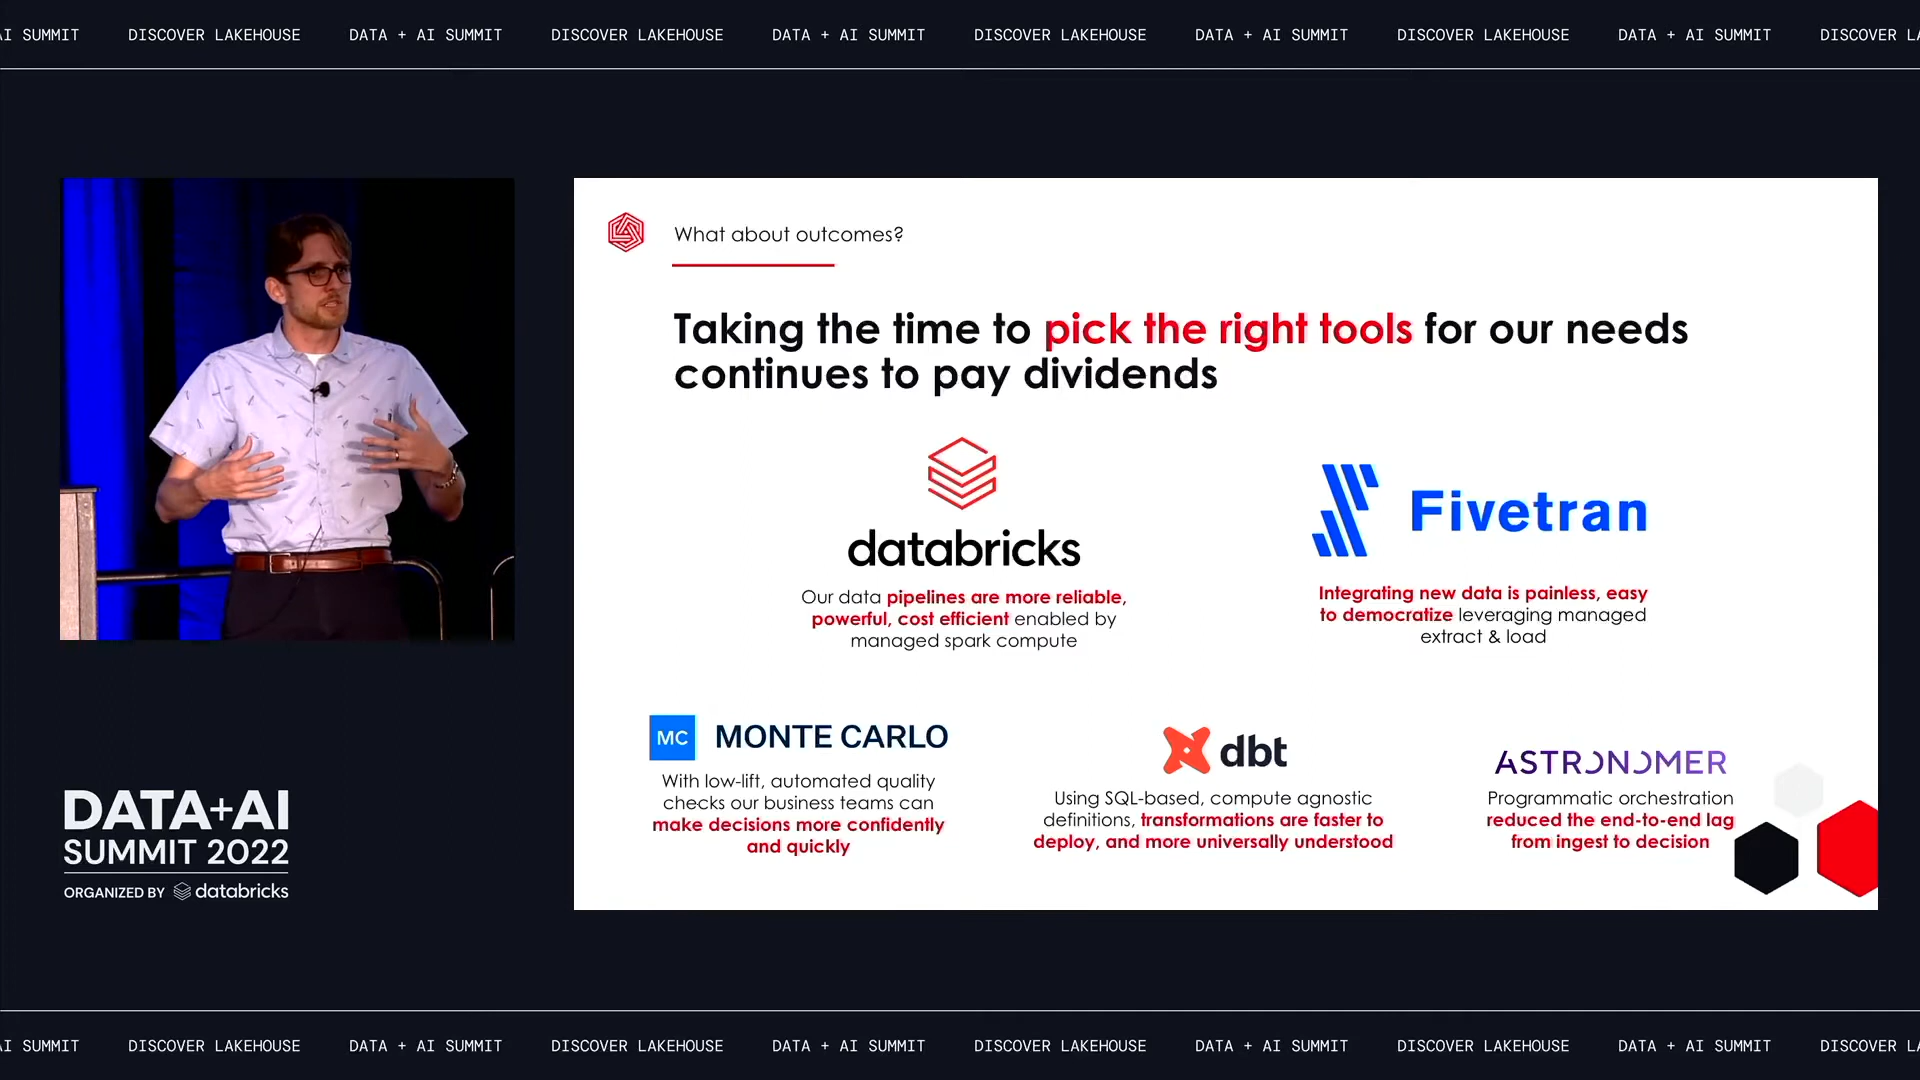 AI SUMMIT DISCOVER LAKEHOUSE DATA + AI SUMMIT DISCOVER LAKEHOUSE DATA + AI SUMMIT DISCOVER LAKEHOUSE DATA + AI SUMMIT DISCOVER LAKEHOUSE DATA + AI SUMMIT DISCOVER LA
What about outcomes?
Taking the time to pick the right tools for our needs
continues to pay dividends
databricks
Our data pipelines are more reliable,
powerful, cost efficient enabled by
managed spark compute
Fivetran
Integrating new data is painless, easy
to democratize leveraging managed
extract & load
MC MONTE CARLO
With low-lift, automated quality
checks our business teams can
make decisions more confidently
and quickly
dbt
Using SQL-based, compute agnostic
definitions, transformations are faster to
deploy, and more universally understood
ASTRONOMER
Programmatic orchestration
reduced the end-to-end lag
from ingest to decision
DATA+AI
SUMMIT 2022
ORGANIZED BY databricks
AI SUMMIT DISCOVER LAKEHOUSE DATA + AI SUMMIT DISCOVER LAKEHOUSE DATA + AI SUMMIT DISCOVER LAKEHOUSE DATA + AI SUMMIT DISCOVER LAKEHOUSE DATA + AI SUMMIT DISCOVER LA